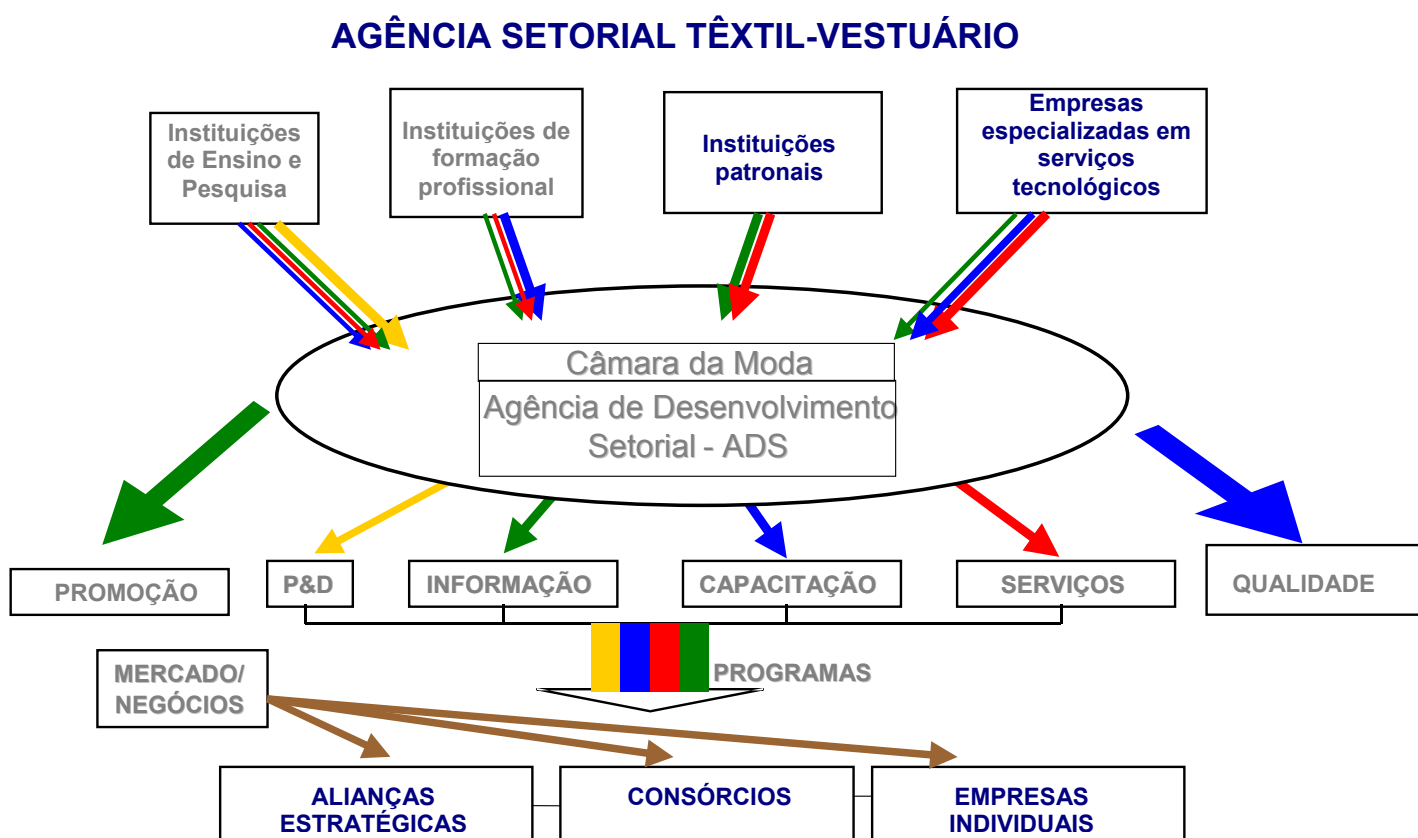 AGÊNCIA SETORIAL TÊXTIL-VESTUÁRIO
Instituições
de Ensino e
Pesquisa
Instituições de
formação
profissional
Instituições
patronais
Empresas
especializadas em
serviços
tecnológicos
Câmara da Moda
Agência de Desenvolvimento
Setorial - ADS
PROMOÇÃO
P&D
INFORMAÇÃO
CAPACITAÇÃO
SERVIÇOS
QUALIDADE
MERCADO/
NEGÓCIOS
PROGRAMAS
ALIANÇAS
ESTRATÉGICAS
CONSÓRCIOS
EMPRESAS
INDIVIDUAIS